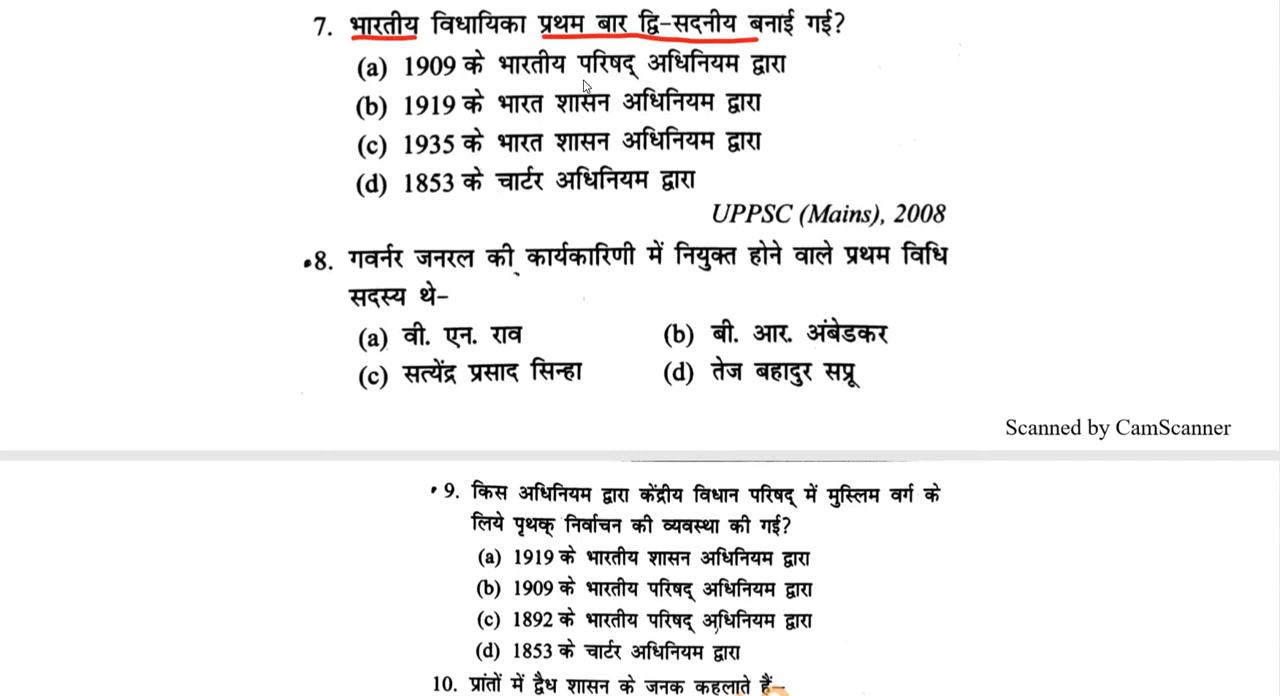 7. भारतीय विधायिका प्रथम बार द्वि-सदनीय बनाई गई?
(a) 1909 के भारतीय परिषद् अधिनियम द्वारा
(b) 1919 के भारत शासन अधिनियम द्वारा
(c) 1935 के भारत शासन अधिनियम द्वारा
(d) 1853 के चार्टर अधिनियम द्वारा
UPPSC (Mains), 2008
•8. गवर्नर जनरल की कार्यकारिणी में नियुक्त होने वाले प्रथम विधि
सदस्य थे-
(a) वी. एन. राव (b) बी. आर. अंबेडकर
(c) सत्येंद्र प्रसाद सिन्हा (d) तेज बहादुर सप्रू
Scanned by CamScanner
9. किस अधिनियम द्वारा केंद्रीय विधान परिषद् में मुस्लिम वर्ग के
लिये पृथक् निर्वाचन की व्यवस्था की गई?
(a) 1919 के भारतीय शासन अधिनियम द्वारा
(b) 1909 के भारतीय परिषद् अधिनियम द्वारा
(c) 1892 के भारतीय परिषद् अधिनियम द्वारा
(d) 1853 के चार्टर अधिनियम द्वारा
10. प्रांतों में द्वैध शासन के जनक कहलाते हैं-